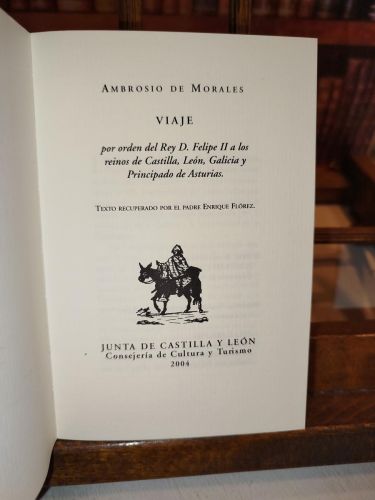 AMBROSIO DE MORALES
VIAJE
por orden del Rey D. Felipe II a los
reinos de Castilla, León, Galicia y
Principado de Asturias.
TEXTO RECUPERADO POR EL PADRE ENRIQUE FLÓREZ.
JUNTA DE CASTILLA Y LEÓN
Consejería de Cultura y Turismo
2004